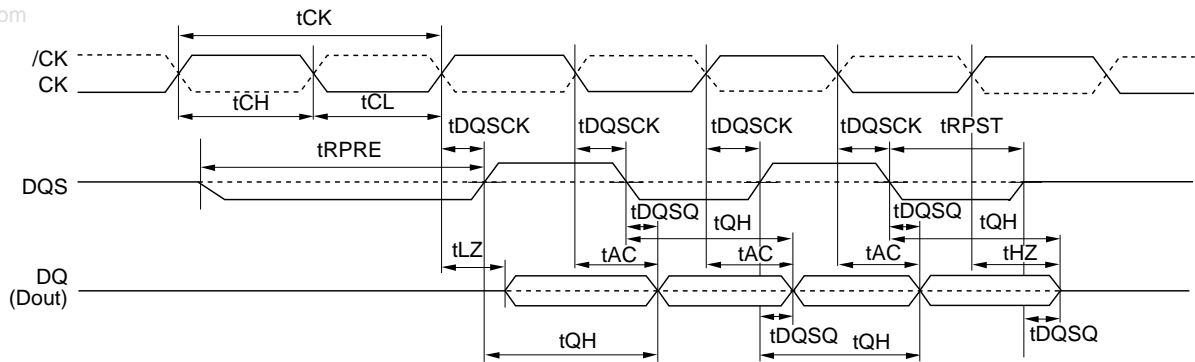 om
tCK
/CK
CK
tCH tCL
tDQSCK tDQSCK tDQSCK tDQSCK tRPST
tRPRE
DQS
tDQSQ tQH tDQSQ tQH
tLZ tAC tAC tAC tHZ
DQ
(Dout)
tQH tDQSQ tQH tDQSQ